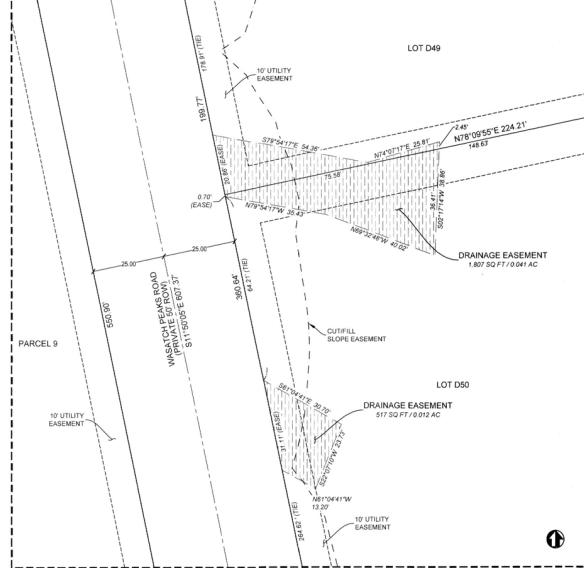 LOT D49
178.91' (TIE)
10' UTILITY
EASEMENT
199.77'
S79°54'17"E 54.36'
N74°07'17"E 25.81'
2.45'
N78°09'55"E 224.21'
148.63'
20.86' (EASE)
75.58'
36.41'
S02°17'14"W 38.86'
0.70'
(EASE)
N79°54'17"W 35.43'
N69°32'46"W 40.02'
DRAINAGE EASEMENT
1,807 SQ FT / 0.041 AC
25.00
25.00
64.21' (TIE)
360.64'
WASATCH PEAKS ROAD
(PRIVATE 50' ROW)
S11°50'05"E 607.37'
550.90'
PARCEL 9
CUT/FILL
SLOPE EASEMENT
LOT D50
S61°04'41"E 30.70'
DRAINAGE EASEMENT
517 SQ FT / 0.012 AC
10' UTILITY
EASEMENT
31.11' (EASE)
S22°07'10"W 23.73'
N61°04'41"W
13.20'
264.62' (TIE)
10' UTILITY
EASEMENT